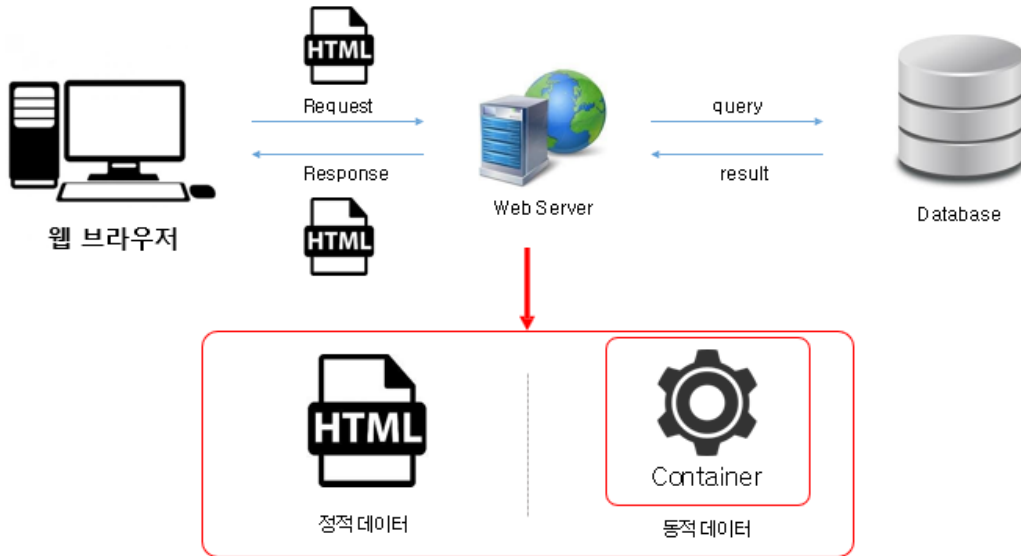 HTML
Request
Response
HTML
웹 브라우저
Web Server
query
result
Database
HTML
정적 데이터
Container
동적 데이터